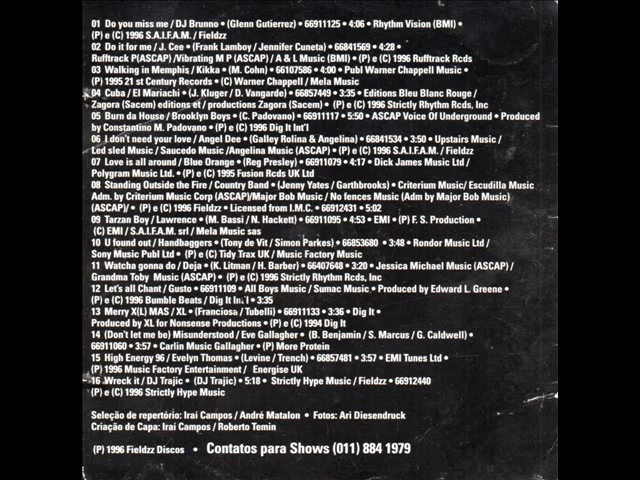 01 Do you miss me / DJ Brunno • (Glenn Gutierrez) • 66911125 • 4:06 • Rhythm Vision (BMI) •
(P) e (C) 1996 S.A.I.F.A.M. / Fieldzz
02 Do it for me / J. Cee • (Frank Lamboy / Jennifer Cuneta) • 66841569 • 4:28 •
Rufftrack P(ASCAP) /Vibrating M P (ASCAP) / A & L Music (BMI) • (P) e (C) 1996 Rufftrack Rcds
03 Walking in Memphis / Kikka • (M. Cohn) • 66107586 • 4:00 • Publ Warner Chappell Music •
(P) 1995 21 st Century Records • (C) Warner Chappell / Mela Music
04 Cuba / El Mariachi • (J. Kluger / D. Vangarde) • 66857449 • 3:35 • Editions Bleu Blanc Rouge /
Zagora (Sacem) editions et / productions Zagora (Sacem) • (P) e (C) 1996 Strictly Rhythm Rcds, Inc
05 Burn da House / Brooklyn Boys • (C. Padovano) • 66911117 • 5:50 • ASCAP Voice Of Underground • Produced
by Constantino M. Padovano • (P) e (C) 1996 Dig It Int'l
06 I don't need your love / Angel Dee • (Galley Rolina & Angelina) • 66841534 • 3:50 • Upstairs Music /
Led sled Music / Saucedo Music /Angelina Music (ASCAP) • (P) e (C) 1996 S.A.I.F.A.M. / Fieldzz
07 Love is all around / Blue Orange • (Reg Presley) • 66911079 • 4:17 • Dick James Music Ltd /
Polygram Music Ltd. • (P) e (C) 1995 Fusion Rcds UK Ltd
08 Standing Outside the Fire / Country Band • (Jenny Yates / Garthbrooks) • Criterium Music/ Escudilla Music
Adm. by Criterium Music Corp (ASCAP)/Major Bob Music / No fences Music (Adm by Major Bob Music)
(ASCAP)/ • (P) e (C) 1996 Fieldzz • Licensed from I.M.C. • 66912431 • 5:02
09 Tarzan Boy / Lawrence • (M. Bassi / N. Hackett) • 66911095 • 4:53 • EMI • (P) F. S. Production •
(C) EMI / S.A.I.F.A.M. srl / Mela Music sas
10 U found out / Handbaggers • (Tony de Vit / Simon Parkes) • 66853680 • 3:48 • Rondor Music Ltd /
Sony Music Publ Ltd • (P) e (C) Tidy Trax UK / Music Factory Music
11 Watcha gonna do / Deja • (K. Litman / H. Barber) • 66407648 • 3:20 • Jessica Michael Music (ASCAP) /
Grandma Toby Music (ASCAP) • (P) e (C) 1996 Strictly Rhythm Rcds, Inc
12 Let's all Chant / Gusto • 66911109 • All Boys Music / Sumac Music • Produced by Edward L. Greene •
(P) e (C) 1996 Bumble Beats / Dig It Int'l • 3:35
13 Merry X(L) MAS / XL • (Franciosa / Tubelli) • 66911133 • 3:36 • Dig It •
Produced by XL for Nonsense Productions • (P) e (C) 1994 Dig It
14 (Don't let me be) Misunderstood / Eve Gallagher • (B. Benjamin / S. Marcus / G. Caldwell) •
66911060 • 3:57 • Carlin Music Gallagher • (P) More Protein
15 High Energy 96 / Evelyn Thomas • (Levine / Trench) • 66857481 • 3:57 • EMI Tunes Ltd •
(P) 1996 Music Factory Entertainment / Energise UK
16 Wreck it / DJ Trajic • (DJ Trajic) • 5:18 • Strictly Hype Music / Fieldzz • 66912440
(P) e (C) 1996 Strictly Hype Music
Seleção de repertório: Iraí Campos / André Matalon • Fotos: Ari Diesendruck
Criação de Capa: Iraí Campos / Roberto Temin
(P) 1996 Fieldzz Discos • Contatos para Shows (011) 884 1979